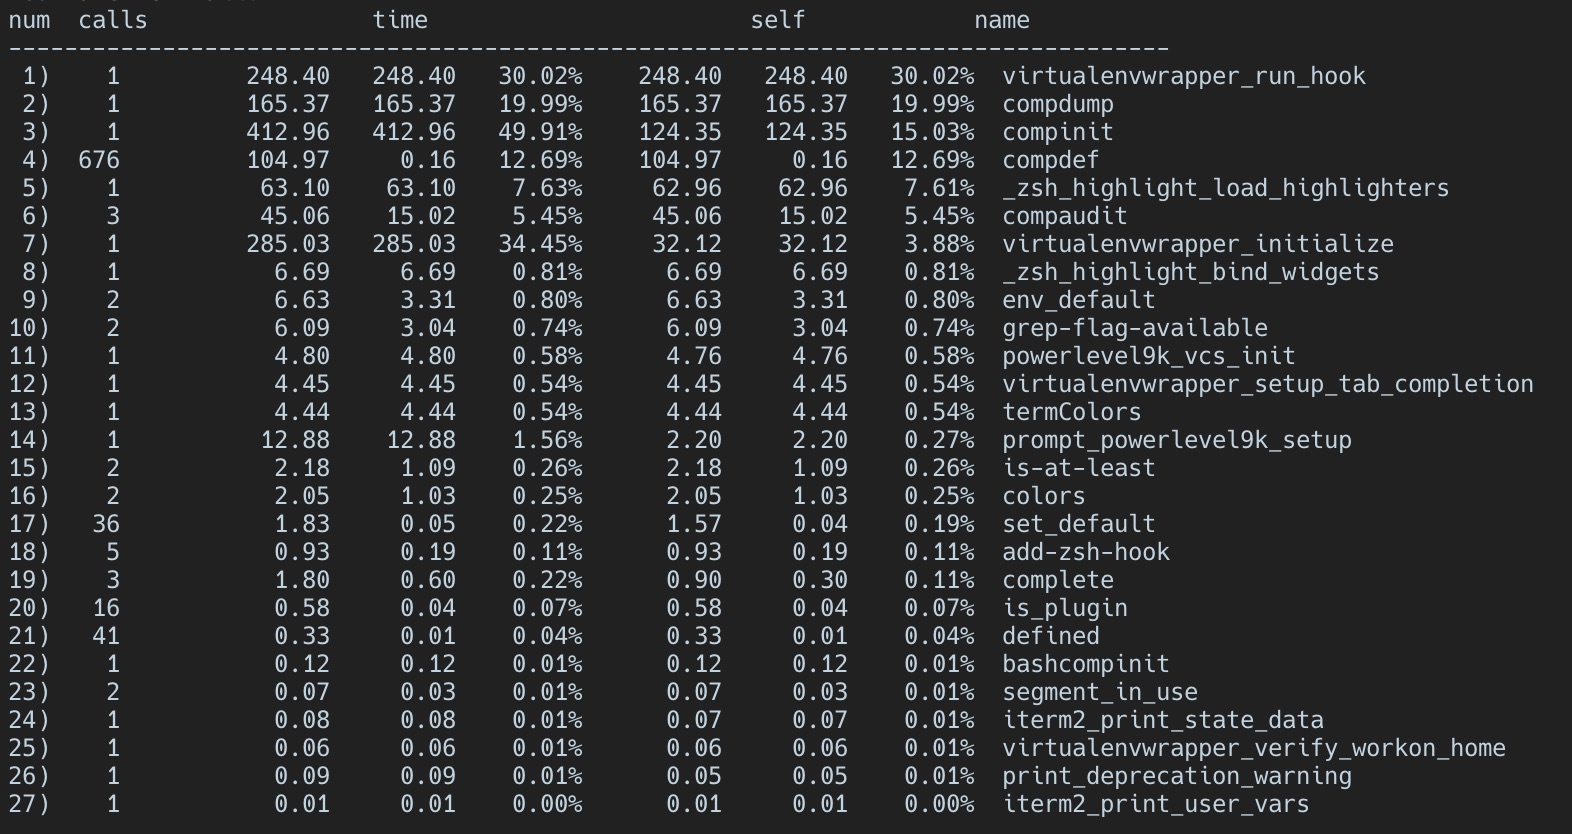 num  calls                time                       self            name
-----------------------------------------------------------------------------------
 1)    1         248.40   248.40   30.02%    248.40   248.40   30.02%  virtualenvwrapper_run_hook
 2)    1         165.37   165.37   19.99%    165.37   165.37   19.99%  compdump
 3)    1         412.96   412.96   49.91%    124.35   124.35   15.03%  compinit
 4)  676         104.97     0.16   12.69%    104.97     0.16   12.69%  compdef
 5)    1          63.10    63.10    7.63%     62.96    62.96    7.61%  _zsh_highlight_load_highlighters
 6)    3          45.06    15.02    5.45%     45.06    15.02    5.45%  compaudit
 7)    1         285.03   285.03   34.45%     32.12    32.12    3.88%  virtualenvwrapper_initialize
 8)    1           6.69     6.69    0.81%      6.69     6.69    0.81%  _zsh_highlight_bind_widgets
 9)    2           6.63     3.31    0.80%      6.63     3.31    0.80%  env_default
10)    2           6.09     3.04    0.74%      6.09     3.04    0.74%  grep-flag-available
11)    1           4.80     4.80    0.58%      4.76     4.76    0.58%  powerlevel9k_vcs_init
12)    1           4.45     4.45    0.54%      4.45     4.45    0.54%  virtualenvwrapper_setup_tab_completion
13)    1           4.44     4.44    0.54%      4.44     4.44    0.54%  termColors
14)    1          12.88    12.88    1.56%      2.20     2.20    0.27%  prompt_powerlevel9k_setup
15)    2           2.18     1.09    0.26%      2.18     1.09    0.26%  is-at-least
16)    2           2.05     1.03    0.25%      2.05     1.03    0.25%  colors
17)   36           1.83     0.05    0.22%      1.57     0.04    0.19%  set_default
18)    5           0.93     0.19    0.11%      0.93     0.19    0.11%  add-zsh-hook
19)    3           1.80     0.60    0.22%      0.90     0.30    0.11%  complete
20)   16           0.58     0.04    0.07%      0.58     0.04    0.07%  is_plugin
21)   41           0.33     0.01    0.04%      0.33     0.01    0.04%  defined
22)    1           0.12     0.12    0.01%      0.12     0.12    0.01%  bashcompinit
23)    2           0.07     0.03    0.01%      0.07     0.03    0.01%  segment_in_use
24)    1           0.08     0.08    0.01%      0.07     0.07    0.01%  iterm2_print_state_data
25)    1           0.06     0.06    0.01%      0.06     0.06    0.01%  virtualenvwrapper_verify_workon_home
26)    1           0.09     0.09    0.01%      0.05     0.05    0.01%  print_deprecation_warning
27)    1           0.01     0.01    0.00%      0.01     0.01    0.00%  iterm2_print_user_vars